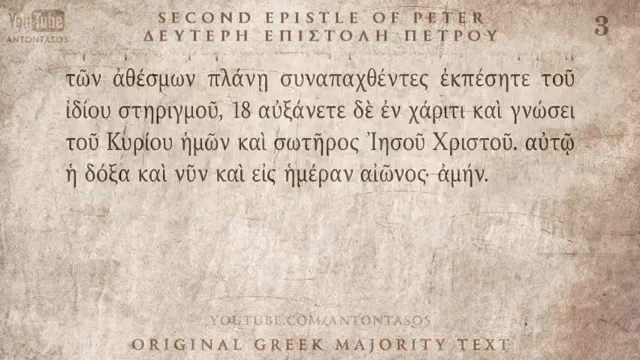 YouTube
ANTONTASOS
SECOND EPISTLE OF PETER
ΔΕΥΤΕΡΗ ΕΠΙΣΤΟΛΗ ΠΕΤΡΟΥ
3
τῶν ἀθέσμων πλάνῃ συναπαχθέντες ἐκπέσητε τοῦ
ἰδίου στηριγμοῦ, 18 αὐξάνετε δὲ ἐν χάριτι καὶ γνώσει
τοῦ Κυρίου ἡμῶν καὶ σωτῆρος Ἰησοῦ Χριστοῦ. αὐτῷ
ἡ δόξα καὶ νῦν καὶ εἰς ἡμέραν αἰῶνος· ἀμήν.
YOUTUBE.COM/ANTONTASOS
ORIGINAL GREEK MAJORITY TEXT